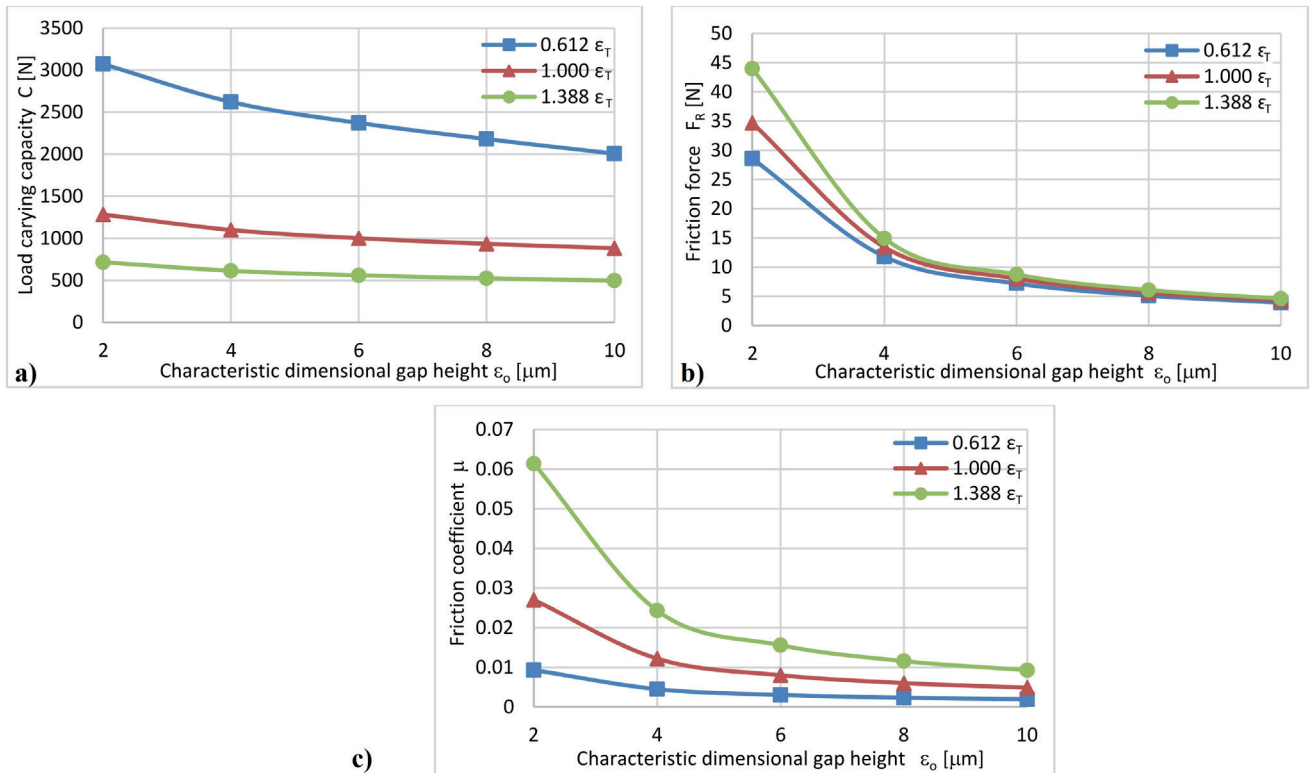 3500
3000
2500
2000
1500
1000
500
0
Load carying capacity C [N]
0.612 εT
1.000 εT
1.388 εT
2 4 6 8 10
Characteristic dimensional gap height εo [μm]
a)
50
45
40
35
30
25
20
15
10
5
0
Friction force FR [N]
0.612 εT
1.000 εT
1.388 εT
2 4 6 8 10
Characteristic dimensional gap height εo [μm]
b)
0.07
0.06
0.05
0.04
0.03
0.02
0.01
0
Friction coefficient μ
0.612 εT
1.000 εT
1.388 εT
2 4 6 8 10
Characteristic dimensional gap height εo [μm]
c)